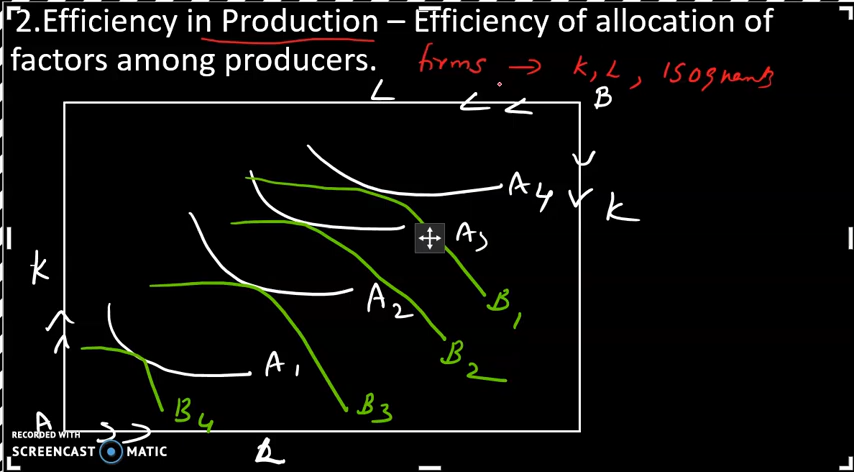 2.Efficiency in Production – Efficiency of allocation of
factors among producers.
firms → K, L, isoquants
L
B
A4
K
A3
K
B1
A2
B2
A1
B3
B4
A
L
RECORDED WITH
SCREENCAST MATIC